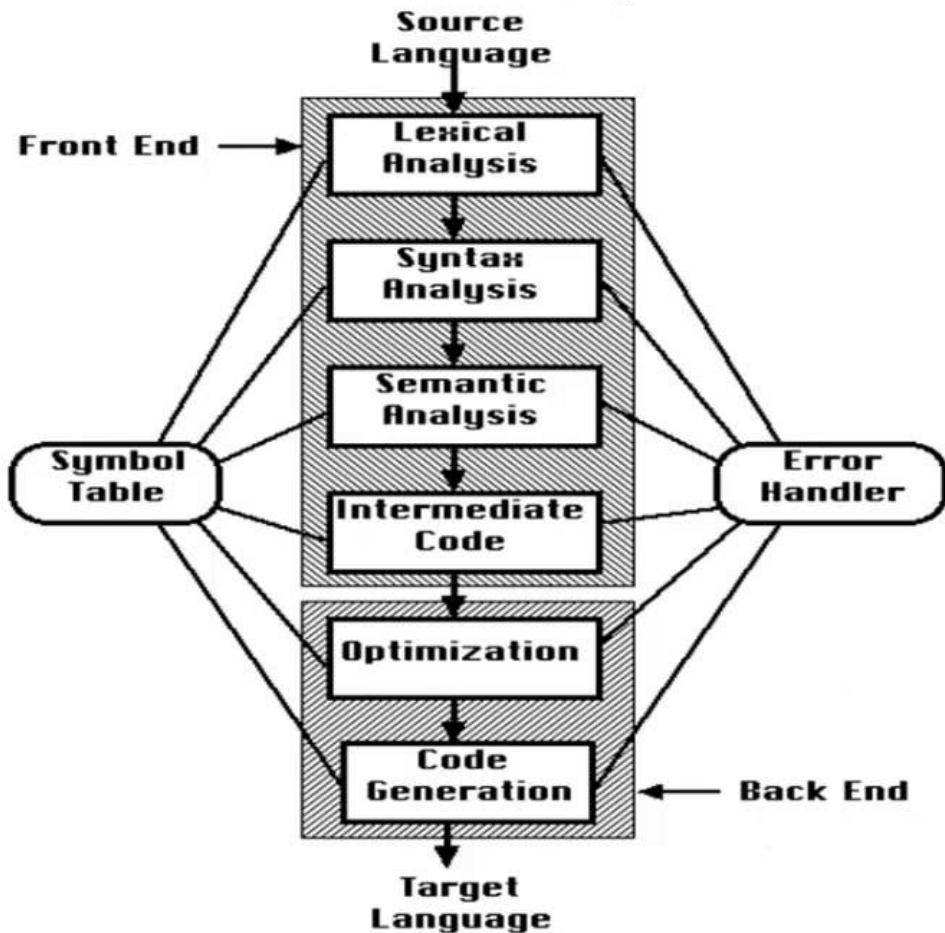 Source
Language
Front End
Lexical
Analysis
Syntax
Analysis
Semantic
Analysis
Symbol
Table
Error
Handler
Intermediate
Code
Optimization
Code
Generation
Back End
Target
Language